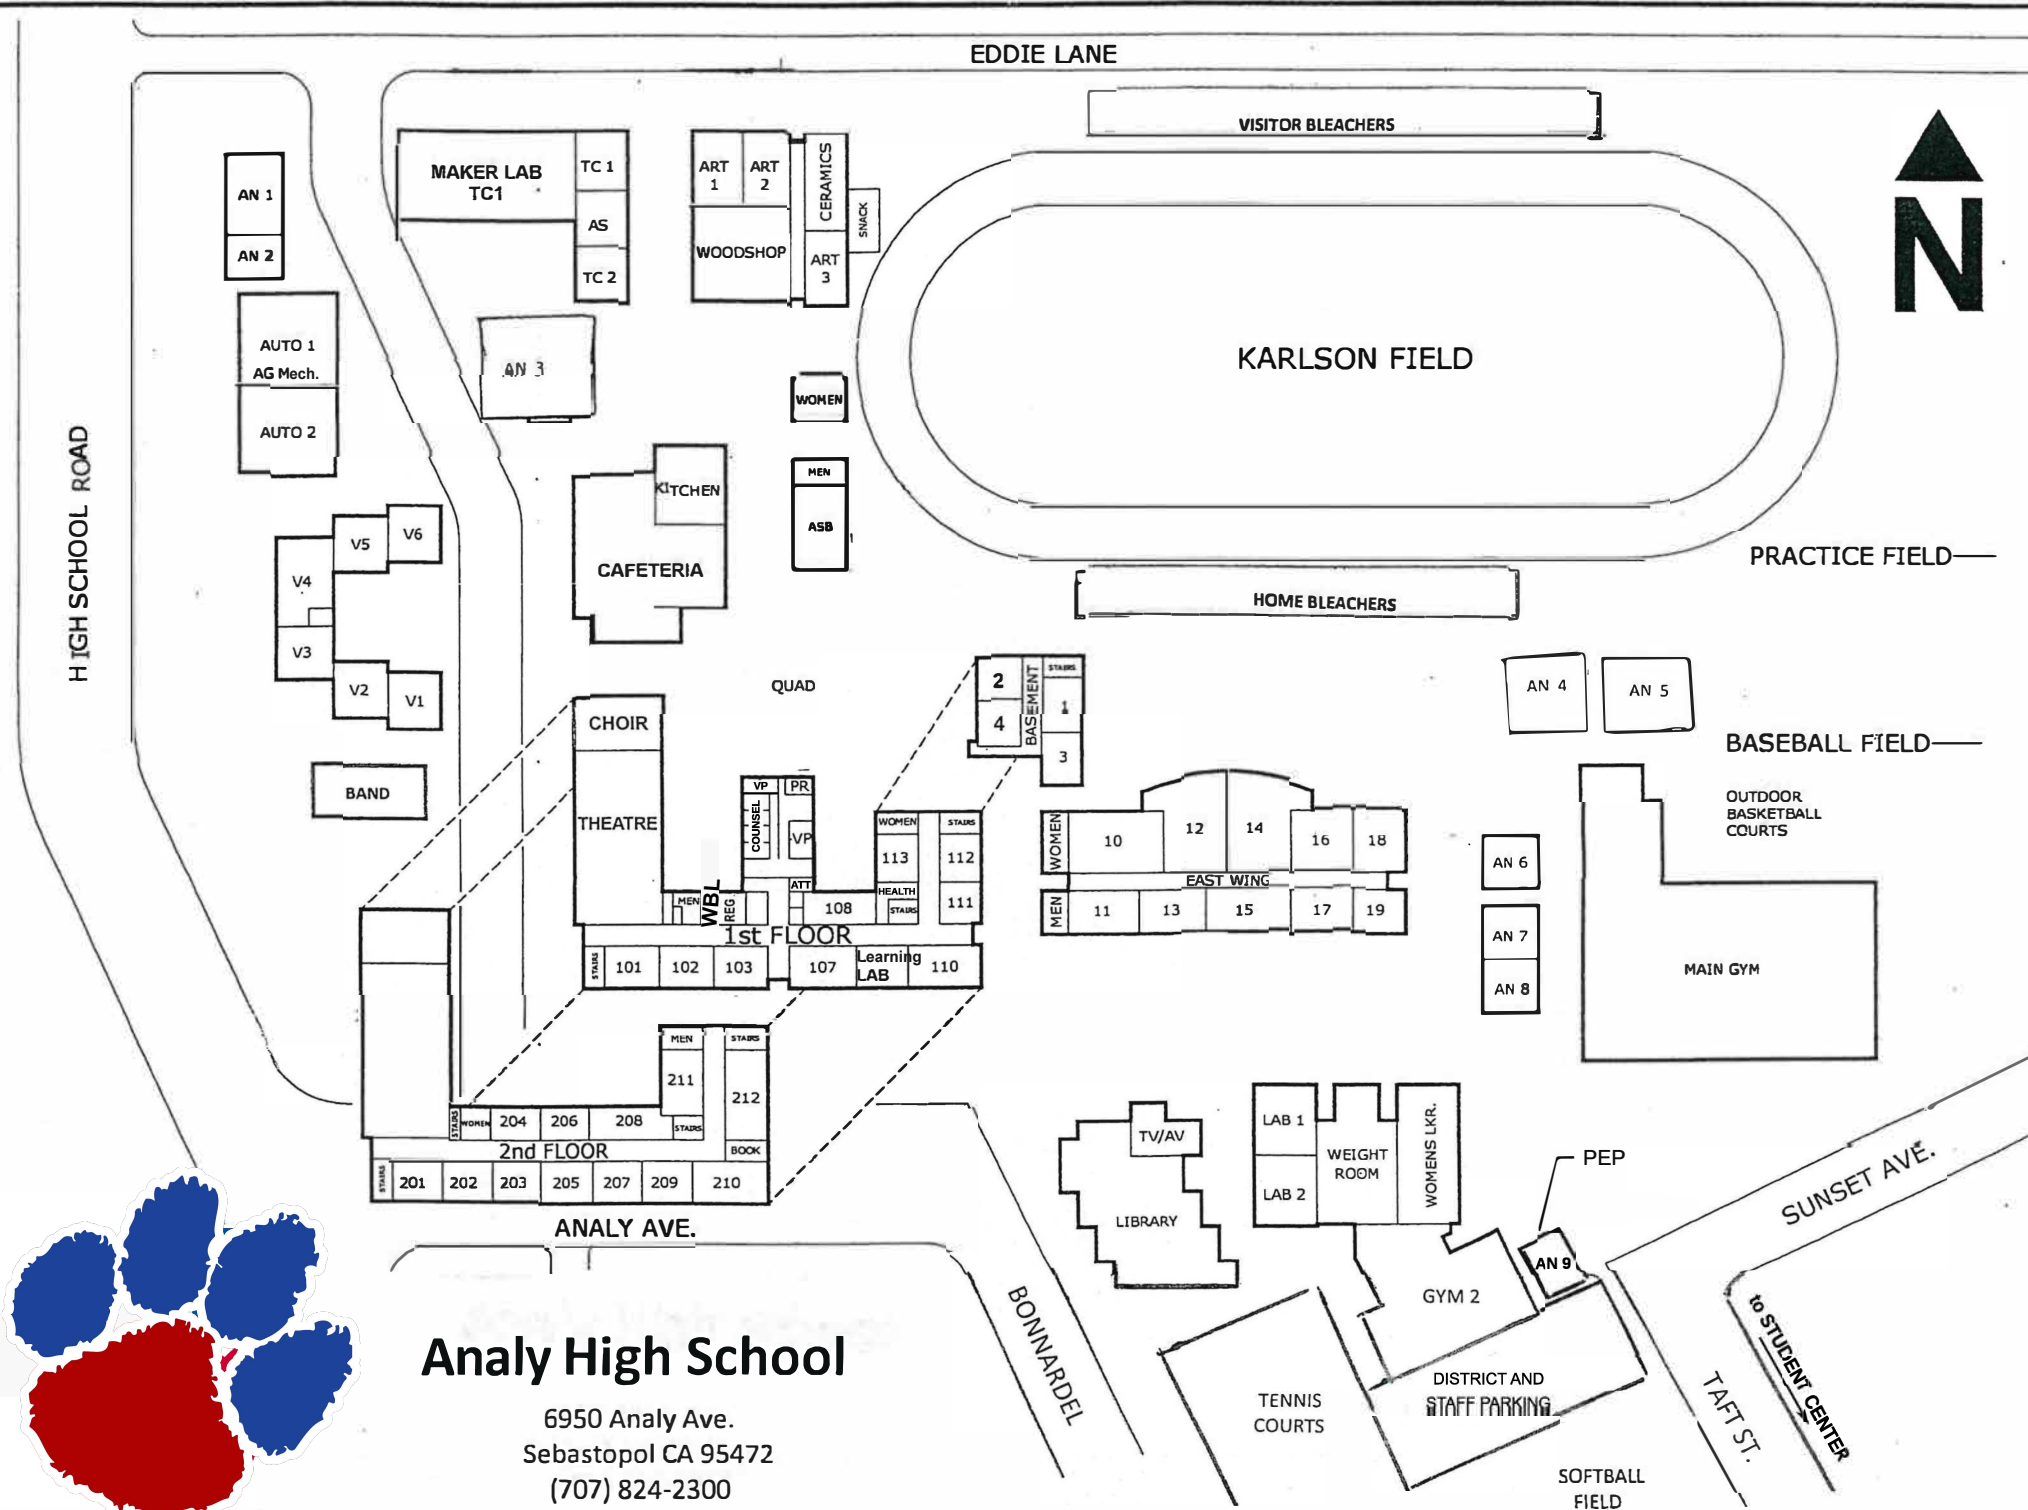 EDDIE LANE
VISITOR BLEACHERS
N
AN 1
AN 2
MAKER LAB
TC1
TC 1
AS
TC 2
ART
1
ART
2
WOODSHOP
CERAMICS
ART
3
SNACK
KARLSON FIELD
AUTO 1
AG Mech.
AUTO 2
AN 3
WOMEN
MEN
ASB
HIGH SCHOOL ROAD
KITCHEN
CAFETERIA
V6
V5
V4
V3
V2
V1
PRACTICE FIELD
HOME BLEACHERS
QUAD
2
4
BASEMENT
STAIRS
1
3
AN 4
AN 5
BASEBALL FIELD
OUTDOOR
BASKETBALL
COURTS
BAND
CHOIR
THEATRE
VP
PR
COUNSEL
VP
ATT
WOMEN
STAIRS
113
112
HEALTH
STAIRS
111
MEN
WBL
REG
108
1st FLOOR
STAIRS
101
102
103
107
Learning
LAB
110
WOMEN
10
12
14
16
18
EAST WING
MEN
11
13
15
17
19
AN 6
AN 7
AN 8
MAIN GYM
MEN
STAIRS
211
212
STAIRS
WOMEN
204
206
208
STAIRS
2nd FLOOR
BOOK
STAIRS
201
202
203
205
207
209
210
ANALY AVE.
TV/AV
LIBRARY
LAB 1
LAB 2
WEIGHT
ROOM
WOMENS LKR.
PEP
AN 9
GYM 2
SUNSET AVE.
BONNARDEL
TENNIS
COURTS
DISTRICT AND
STAFF PARKING
TAFT ST.
to STUDENT CENTER
SOFTBALL
FIELD
Analy High School
6950 Analy Ave.
Sebastopol CA 95472
(707) 824-2300